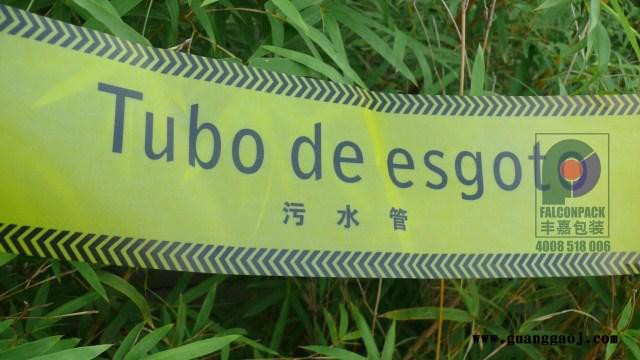 Tubo de esgoto
污水管
FALCONPACK
丰嘉包装
4008 518 006
www.guanggaoj.com